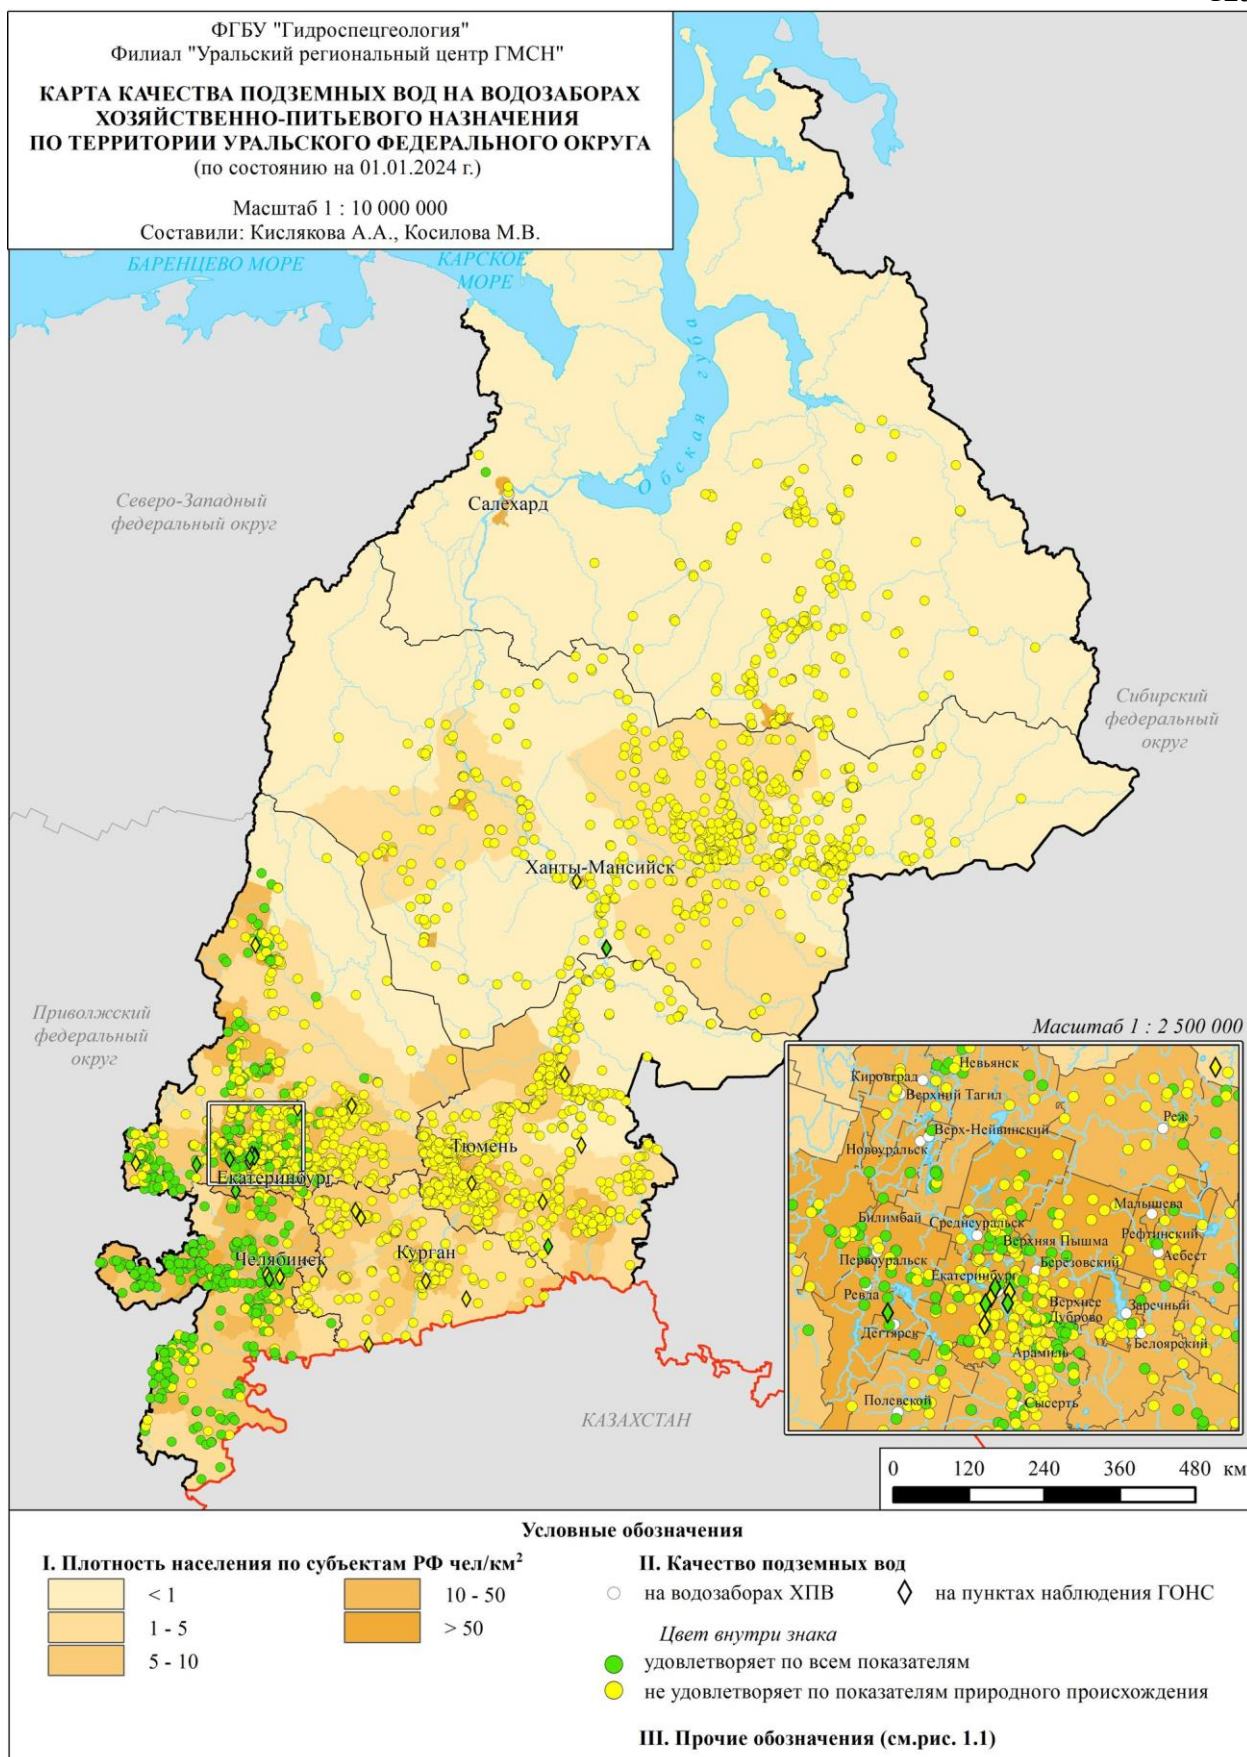 ФГБУ "Гидроспецгеология"
Филиал "Уральский региональный центр ГМСН"
КАРТА КАЧЕСТВА ПОДЗЕМНЫХ ВОД НА ВОДОЗАБОРАХ
ХОЗЯЙСТВЕННО-ПИТЬЕВОГО НАЗНАЧЕНИЯ
ПО ТЕРРИТОРИИ УРАЛЬСКОГО ФЕДЕРАЛЬНОГО ОКРУГА
(по состоянию на 01.01.2024 г.)
Масштаб 1 : 10 000 000
Составили: Кислякова А.А., Косилова М.В.
БАРЕНЦЕВО МОРЕ
КАРСКОЕ
МОРЕ
Обская губа
Северо-Западный
федеральный округ
Салехард
Сибирский
федеральный
округ
Ханты-Мансийск
Приволжский
федеральный
округ
Тюмень
Екатеринбург
Челябинск
Курган
КАЗАХСТАН
Масштаб 1 : 2 500 000
Невьянск
Кировград
Верхний Тагил
Реж
Верх-Нейвинский
Новоуральск
Малышева
Билимбай
Среднеуральск
Рефтинский
Верхняя Пышма
Асбест
Первоуральск
Берёзовский
Екатеринбург
Ревда
Верхнее
Дуброво
Заречный
Дегтярск
Белоярский
Арамиль
Полевской
Сысерть
0 120 240 360 480 км
Условные обозначения
I. Плотность населения по субъектам РФ чел/км²
< 1
1 - 5
5 - 10
10 - 50
> 50
II. Качество подземных вод
на водозаборах ХПВ
на пунктах наблюдения ГОНС
Цвет внутри знака
удовлетворяет по всем показателям
не удовлетворяет по показателям природного происхождения
III. Прочие обозначения (см.рис. 1.1)